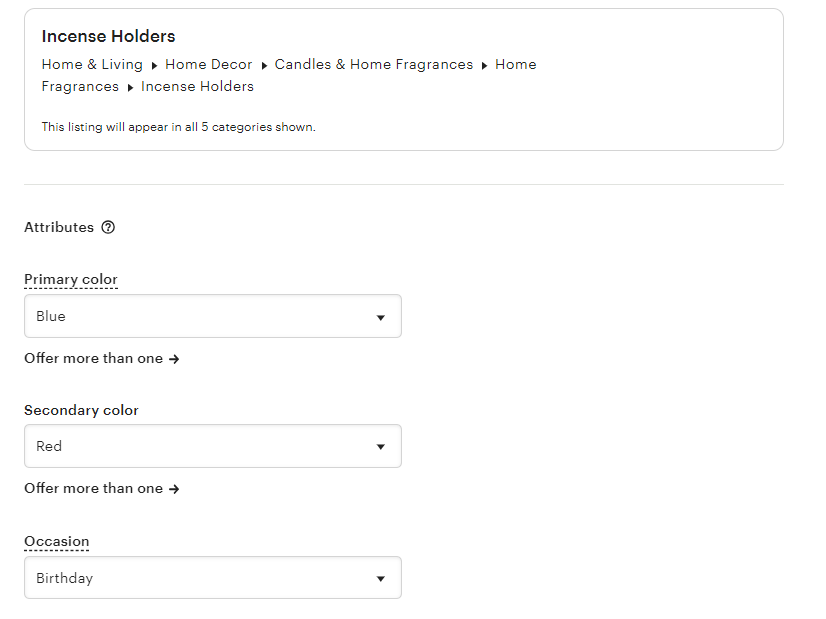 Incense Holders
Home & Living ▸ Home Decor ▸ Candles & Home Fragrances ▸ Home
Fragrances ▸ Incense Holders
This listing will appear in all 5 categories shown.
Attributes ?
Primary color
Blue
Offer more than one →
Secondary color
Red
Offer more than one →
Occasion
Birthday